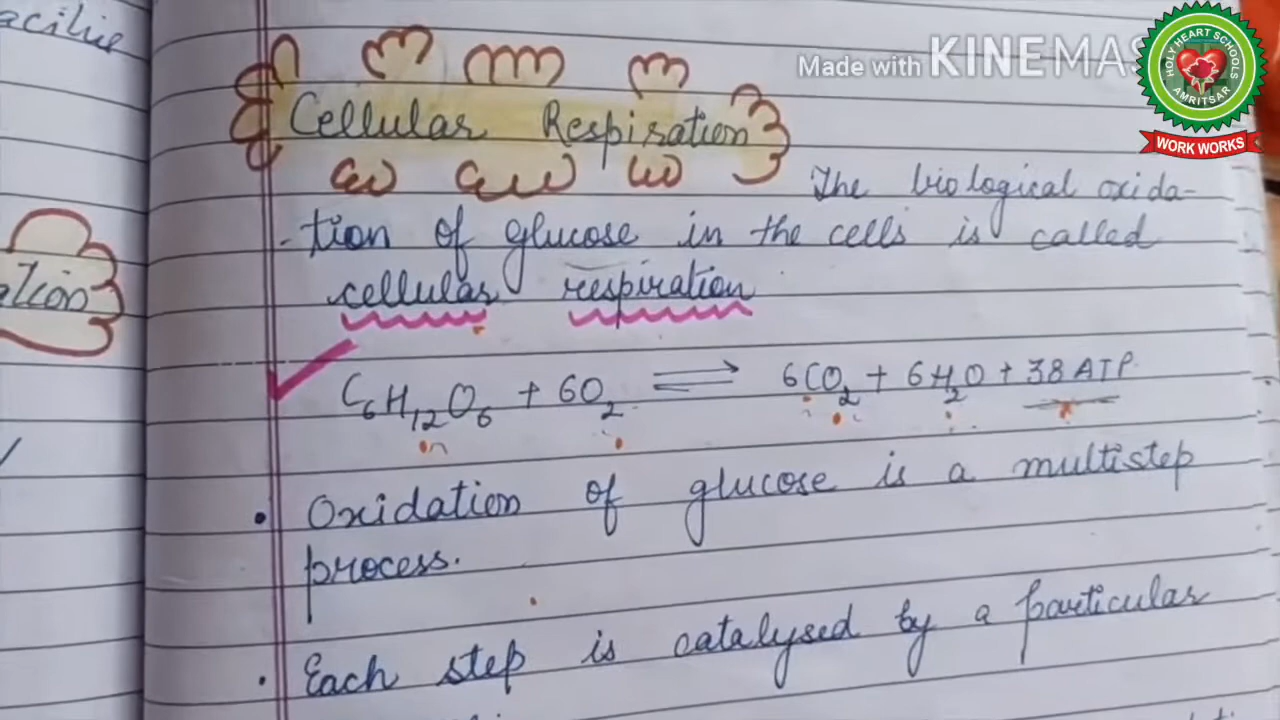 acilie
Made with KINEMAS
HOLY HEART SCHOOLS
AMRITSAR
WORK WORKS
Cellular Respiration
The biological oxida-
-tion of glucose in the cells is called
cellular respiration
C₆H₁₂O₆ + 6O₂ ⇌ 6CO₂ + 6H₂O + 38 ATP.
• Oxidation of glucose is a multistep
process.
• Each step is catalysed by a particular